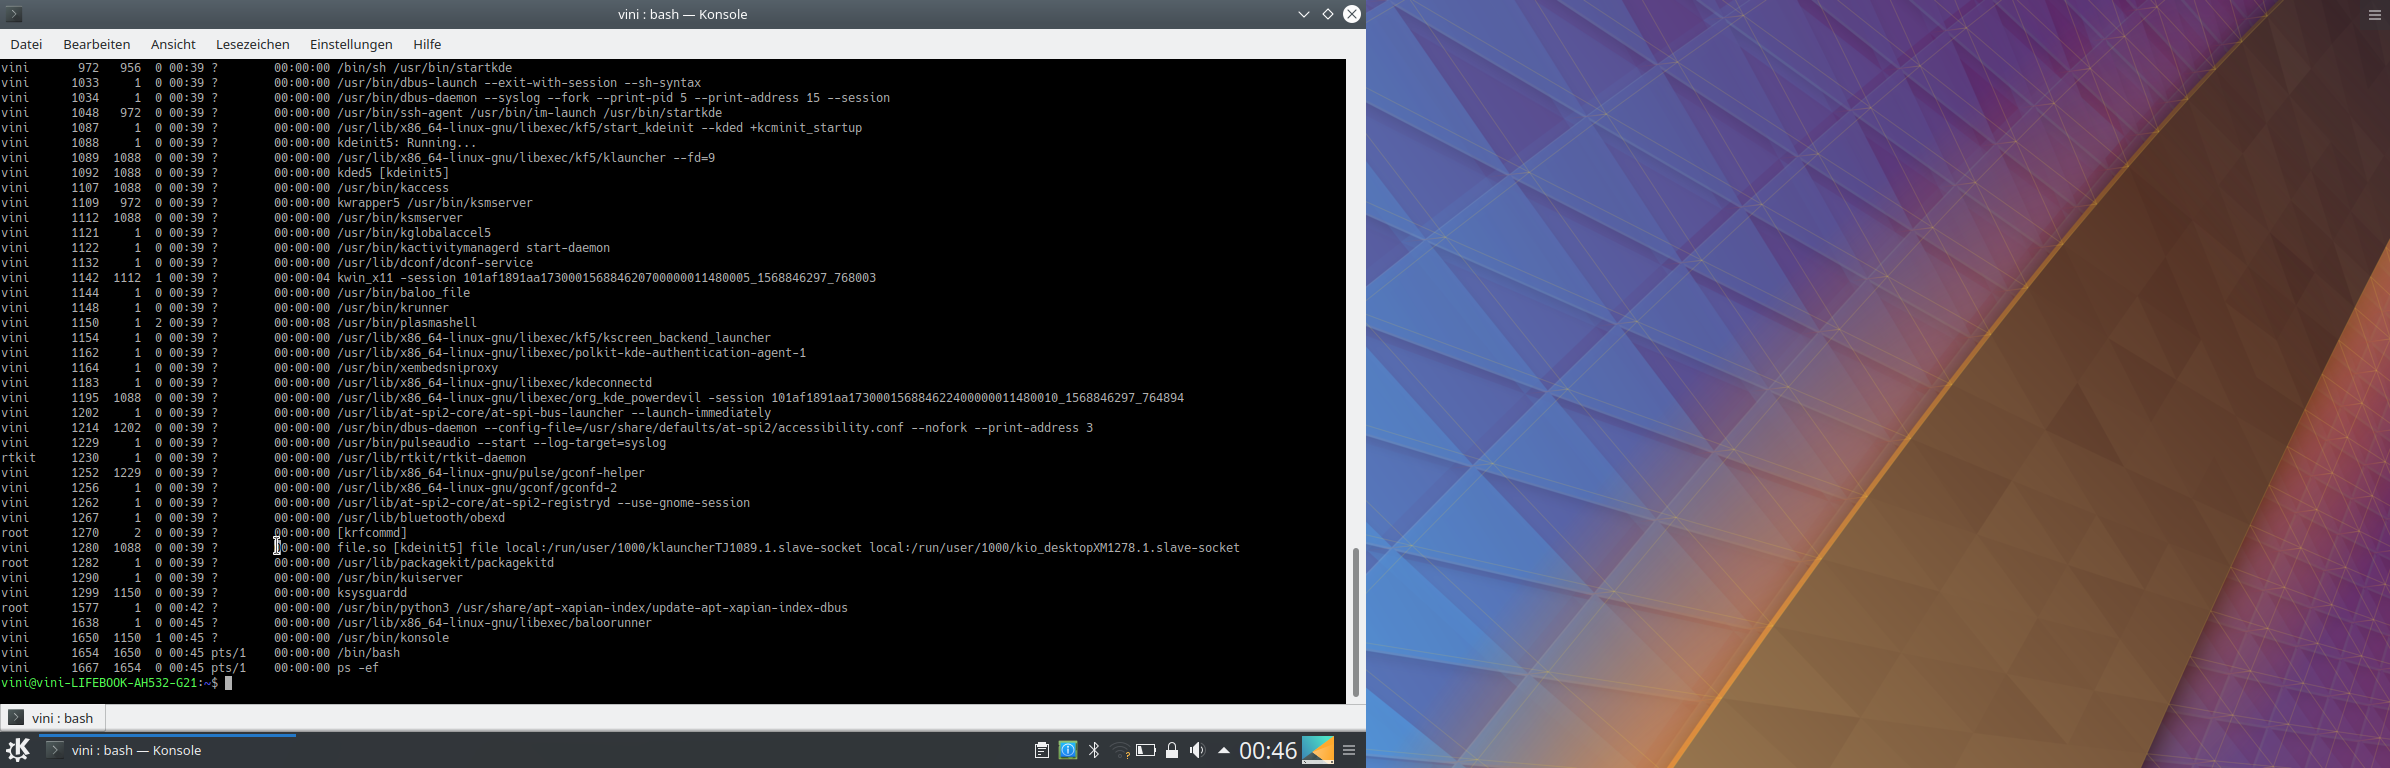 vini : bash — Konsole
Datei Bearbeiten Ansicht Lesezeichen Einstellungen Hilfe
vini 972 956 0 00:39 ? 00:00:00 /bin/sh /usr/bin/startkde
vini 1033 1 0 00:39 ? 00:00:00 /usr/bin/dbus-launch --exit-with-session --sh-syntax
vini 1034 1 0 00:39 ? 00:00:00 /usr/bin/dbus-daemon --syslog --fork --print-pid 5 --print-address 15 --session
vini 1048 972 0 00:39 ? 00:00:00 /usr/bin/ssh-agent /usr/bin/im-launch /usr/bin/startkde
vini 1087 1 0 00:39 ? 00:00:00 /usr/lib/x86_64-linux-gnu/libexec/kf5/start_kdeinit --kded +kcminit_startup
vini 1088 1 0 00:39 ? 00:00:00 kdeinit5: Running...
vini 1089 1088 0 00:39 ? 00:00:00 /usr/lib/x86_64-linux-gnu/libexec/kf5/klauncher --fd=9
vini 1092 1088 0 00:39 ? 00:00:00 kded5 [kdeinit5]
vini 1107 1088 0 00:39 ? 00:00:00 /usr/bin/kaccess
vini 1109 972 0 00:39 ? 00:00:00 kwrapper5 /usr/bin/ksmserver
vini 1112 1088 0 00:39 ? 00:00:00 /usr/bin/ksmserver
vini 1121 1 0 00:39 ? 00:00:00 /usr/bin/kglobalaccel5
vini 1122 1 0 00:39 ? 00:00:00 /usr/bin/kactivitymanagerd start-daemon
vini 1132 1 0 00:39 ? 00:00:00 /usr/lib/dconf/dconf-service
vini 1142 1112 1 00:39 ? 00:00:04 kwin_x11 -session 101af1891aa173000156884620700000011480005_1568846297_768003
vini 1144 1 0 00:39 ? 00:00:00 /usr/bin/baloo_file
vini 1148 1 0 00:39 ? 00:00:00 /usr/bin/krunner
vini 1150 1 2 00:39 ? 00:00:08 /usr/bin/plasmashell
vini 1154 1 0 00:39 ? 00:00:00 /usr/lib/x86_64-linux-gnu/libexec/kf5/kscreen_backend_launcher
vini 1162 1 0 00:39 ? 00:00:00 /usr/lib/x86_64-linux-gnu/libexec/polkit-kde-authentication-agent-1
vini 1164 1 0 00:39 ? 00:00:00 /usr/bin/xembedsniproxy
vini 1183 1 0 00:39 ? 00:00:00 /usr/lib/x86_64-linux-gnu/libexec/kdeconnectd
vini 1195 1088 0 00:39 ? 00:00:00 /usr/lib/x86_64-linux-gnu/libexec/org_kde_powerdevil -session 101af1891aa173000156884622400000011480010_1568846297_764894
vini 1202 1 0 00:39 ? 00:00:00 /usr/lib/at-spi2-core/at-spi-bus-launcher --launch-immediately
vini 1214 1202 0 00:39 ? 00:00:00 /usr/bin/dbus-daemon --config-file=/usr/share/defaults/at-spi2/accessibility.conf --nofork --print-address 3
vini 1229 1 0 00:39 ? 00:00:00 /usr/bin/pulseaudio --start --log-target=syslog
rtkit 1230 1 0 00:39 ? 00:00:00 /usr/lib/rtkit/rtkit-daemon
vini 1252 1229 0 00:39 ? 00:00:00 /usr/lib/x86_64-linux-gnu/pulse/gconf-helper
vini 1256 1 0 00:39 ? 00:00:00 /usr/lib/x86_64-linux-gnu/gconf/gconfd-2
vini 1262 1 0 00:39 ? 00:00:00 /usr/lib/at-spi2-core/at-spi2-registryd --use-gnome-session
vini 1267 1 0 00:39 ? 00:00:00 /usr/lib/bluetooth/obexd
root 1270 2 0 00:39 ? 00:00:00 [krfcommd]
vini 1280 1088 0 00:39 ? 00:00:00 file.so [kdeinit5] file local:/run/user/1000/klauncherTJ1089.1.slave-socket local:/run/user/1000/kio_desktopXM1278.1.slave-socket
root 1282 1 0 00:39 ? 00:00:00 /usr/lib/packagekit/packagekitd
vini 1290 1 0 00:39 ? 00:00:00 /usr/bin/kuiserver
vini 1299 1150 0 00:39 ? 00:00:00 ksysguardd
root 1577 1 0 00:42 ? 00:00:00 /usr/bin/python3 /usr/share/apt-xapian-index/update-apt-xapian-index-dbus
vini 1638 1 0 00:45 ? 00:00:00 /usr/lib/x86_64-linux-gnu/libexec/baloorunner
vini 1650 1150 1 00:45 ? 00:00:00 /usr/bin/konsole
vini 1654 1650 0 00:45 pts/1 00:00:00 /bin/bash
vini 1667 1654 0 00:45 pts/1 00:00:00 ps -ef
vini@vini-LIFEBOOK-AH532-G21:~$
vini : bash
vini : bash — Konsole
00:46